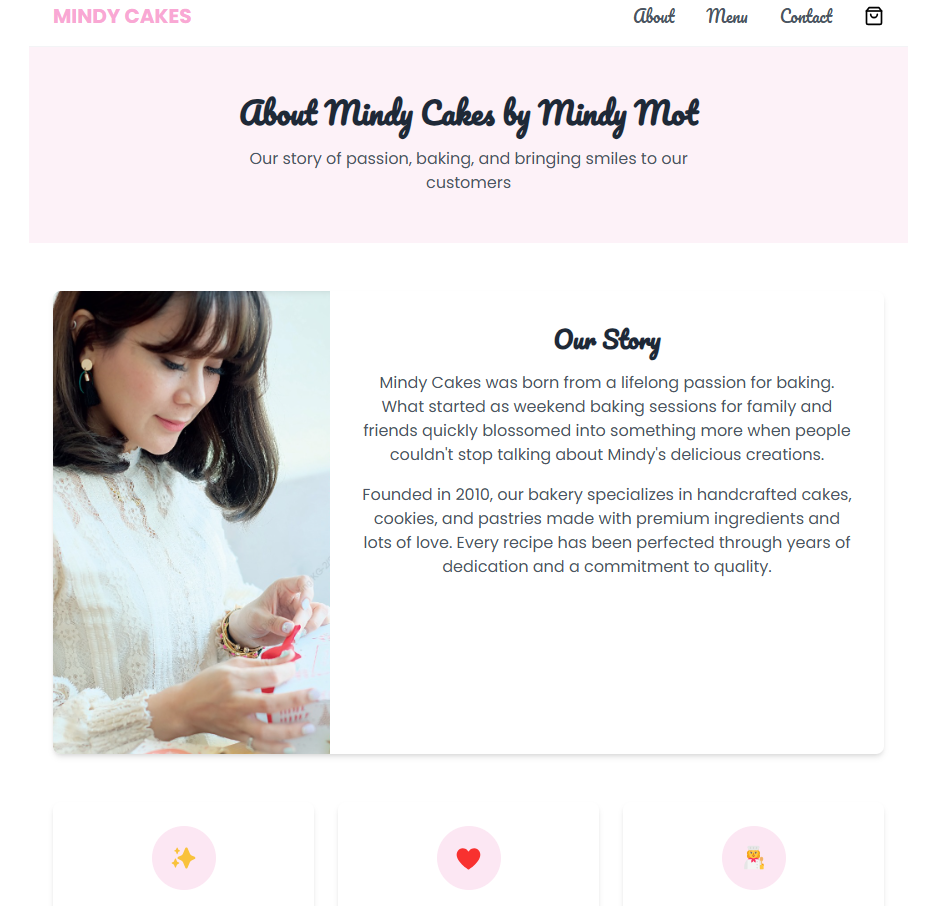 MINDY CAKES
About Menu Contact
About Mindy Cakes by Mindy Mot
Our story of passion, baking, and bringing smiles to our
customers
Our Story
Mindy Cakes was born from a lifelong passion for baking.
What started as weekend baking sessions for family and
friends quickly blossomed into something more when people
couldn't stop talking about Mindy's delicious creations.
Founded in 2010, our bakery specializes in handcrafted cakes,
cookies, and pastries made with premium ingredients and
lots of love. Every recipe has been perfected through years of
dedication and a commitment to quality.